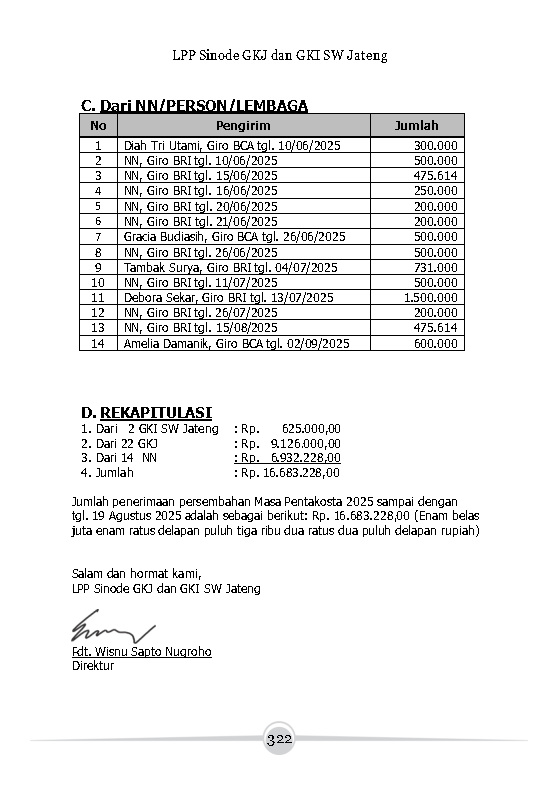 LPP Sinode GKJ dan GKI SW Jateng
C. Dari NN/PERSON/LEMBAGA
No Pengirim Jumlah
1 Diah Tri Utami, Giro BCA tgl. 10/06/2025 300.000
2 NN, Giro BRI tgl. 10/06/2025 500.000
3 NN, Giro BRI tgl. 15/06/2025 475.614
4 NN, Giro BRI tgl. 16/06/2025 250.000
5 NN, Giro BRI tgl. 20/06/2025 200.000
6 NN, Giro BRI tgl. 21/06/2025 200.000
7 Gracia Budiasih, Giro BCA tgl. 26/06/2025 500.000
8 NN, Giro BRI tgl. 26/06/2025 500.000
9 Tambak Surya, Giro BRI tgl. 04/07/2025 731.000
10 NN, Giro BRI tgl. 11/07/2025 500.000
11 Debora Sekar, Giro BRI tgl. 13/07/2025 1.500.000
12 NN, Giro BRI tgl. 26/07/2025 200.000
13 NN, Giro BRI tgl. 15/08/2025 475.614
14 Amelia Damanik, Giro BCA tgl. 02/09/2025 600.000
D. REKAPITULASI
1. Dari 2 GKI SW Jateng : Rp. 625.000,00
2. Dari 22 GKJ : Rp. 9.126.000,00
3. Dari 14 NN : Rp. 6.932.228,00
4. Jumlah : Rp. 16.683.228,00
Jumlah penerimaan persembahan Masa Pentakosta 2025 sampai dengan
tgl. 19 Agustus 2025 adalah sebagai berikut: Rp. 16.683.228,00 (Enam belas
juta enam ratus delapan puluh tiga ribu dua ratus dua puluh delapan rupiah)
Salam dan hormat kami,
LPP Sinode GKJ dan GKI SW Jateng
Pdt. Wisnu Sapto Nugroho
Direktur
322